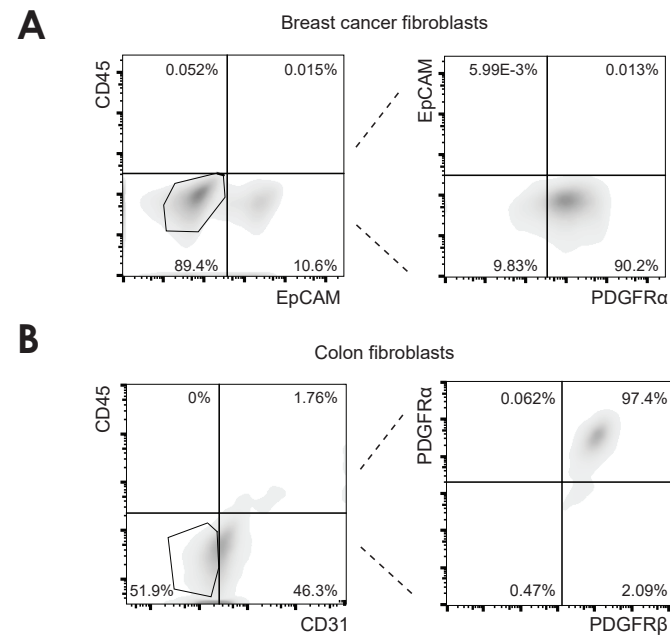 A
Breast cancer fibroblasts
CD45
0.052%
0.015%
89.4%
10.6%
EpCAM
EpCAM
5.99E-3%
0.013%
9.83%
90.2%
PDGFRα
B
Colon fibroblasts
CD45
0%
1.76%
51.9%
46.3%
CD31
PDGFRα
0.062%
97.4%
0.47%
2.09%
PDGFRβ